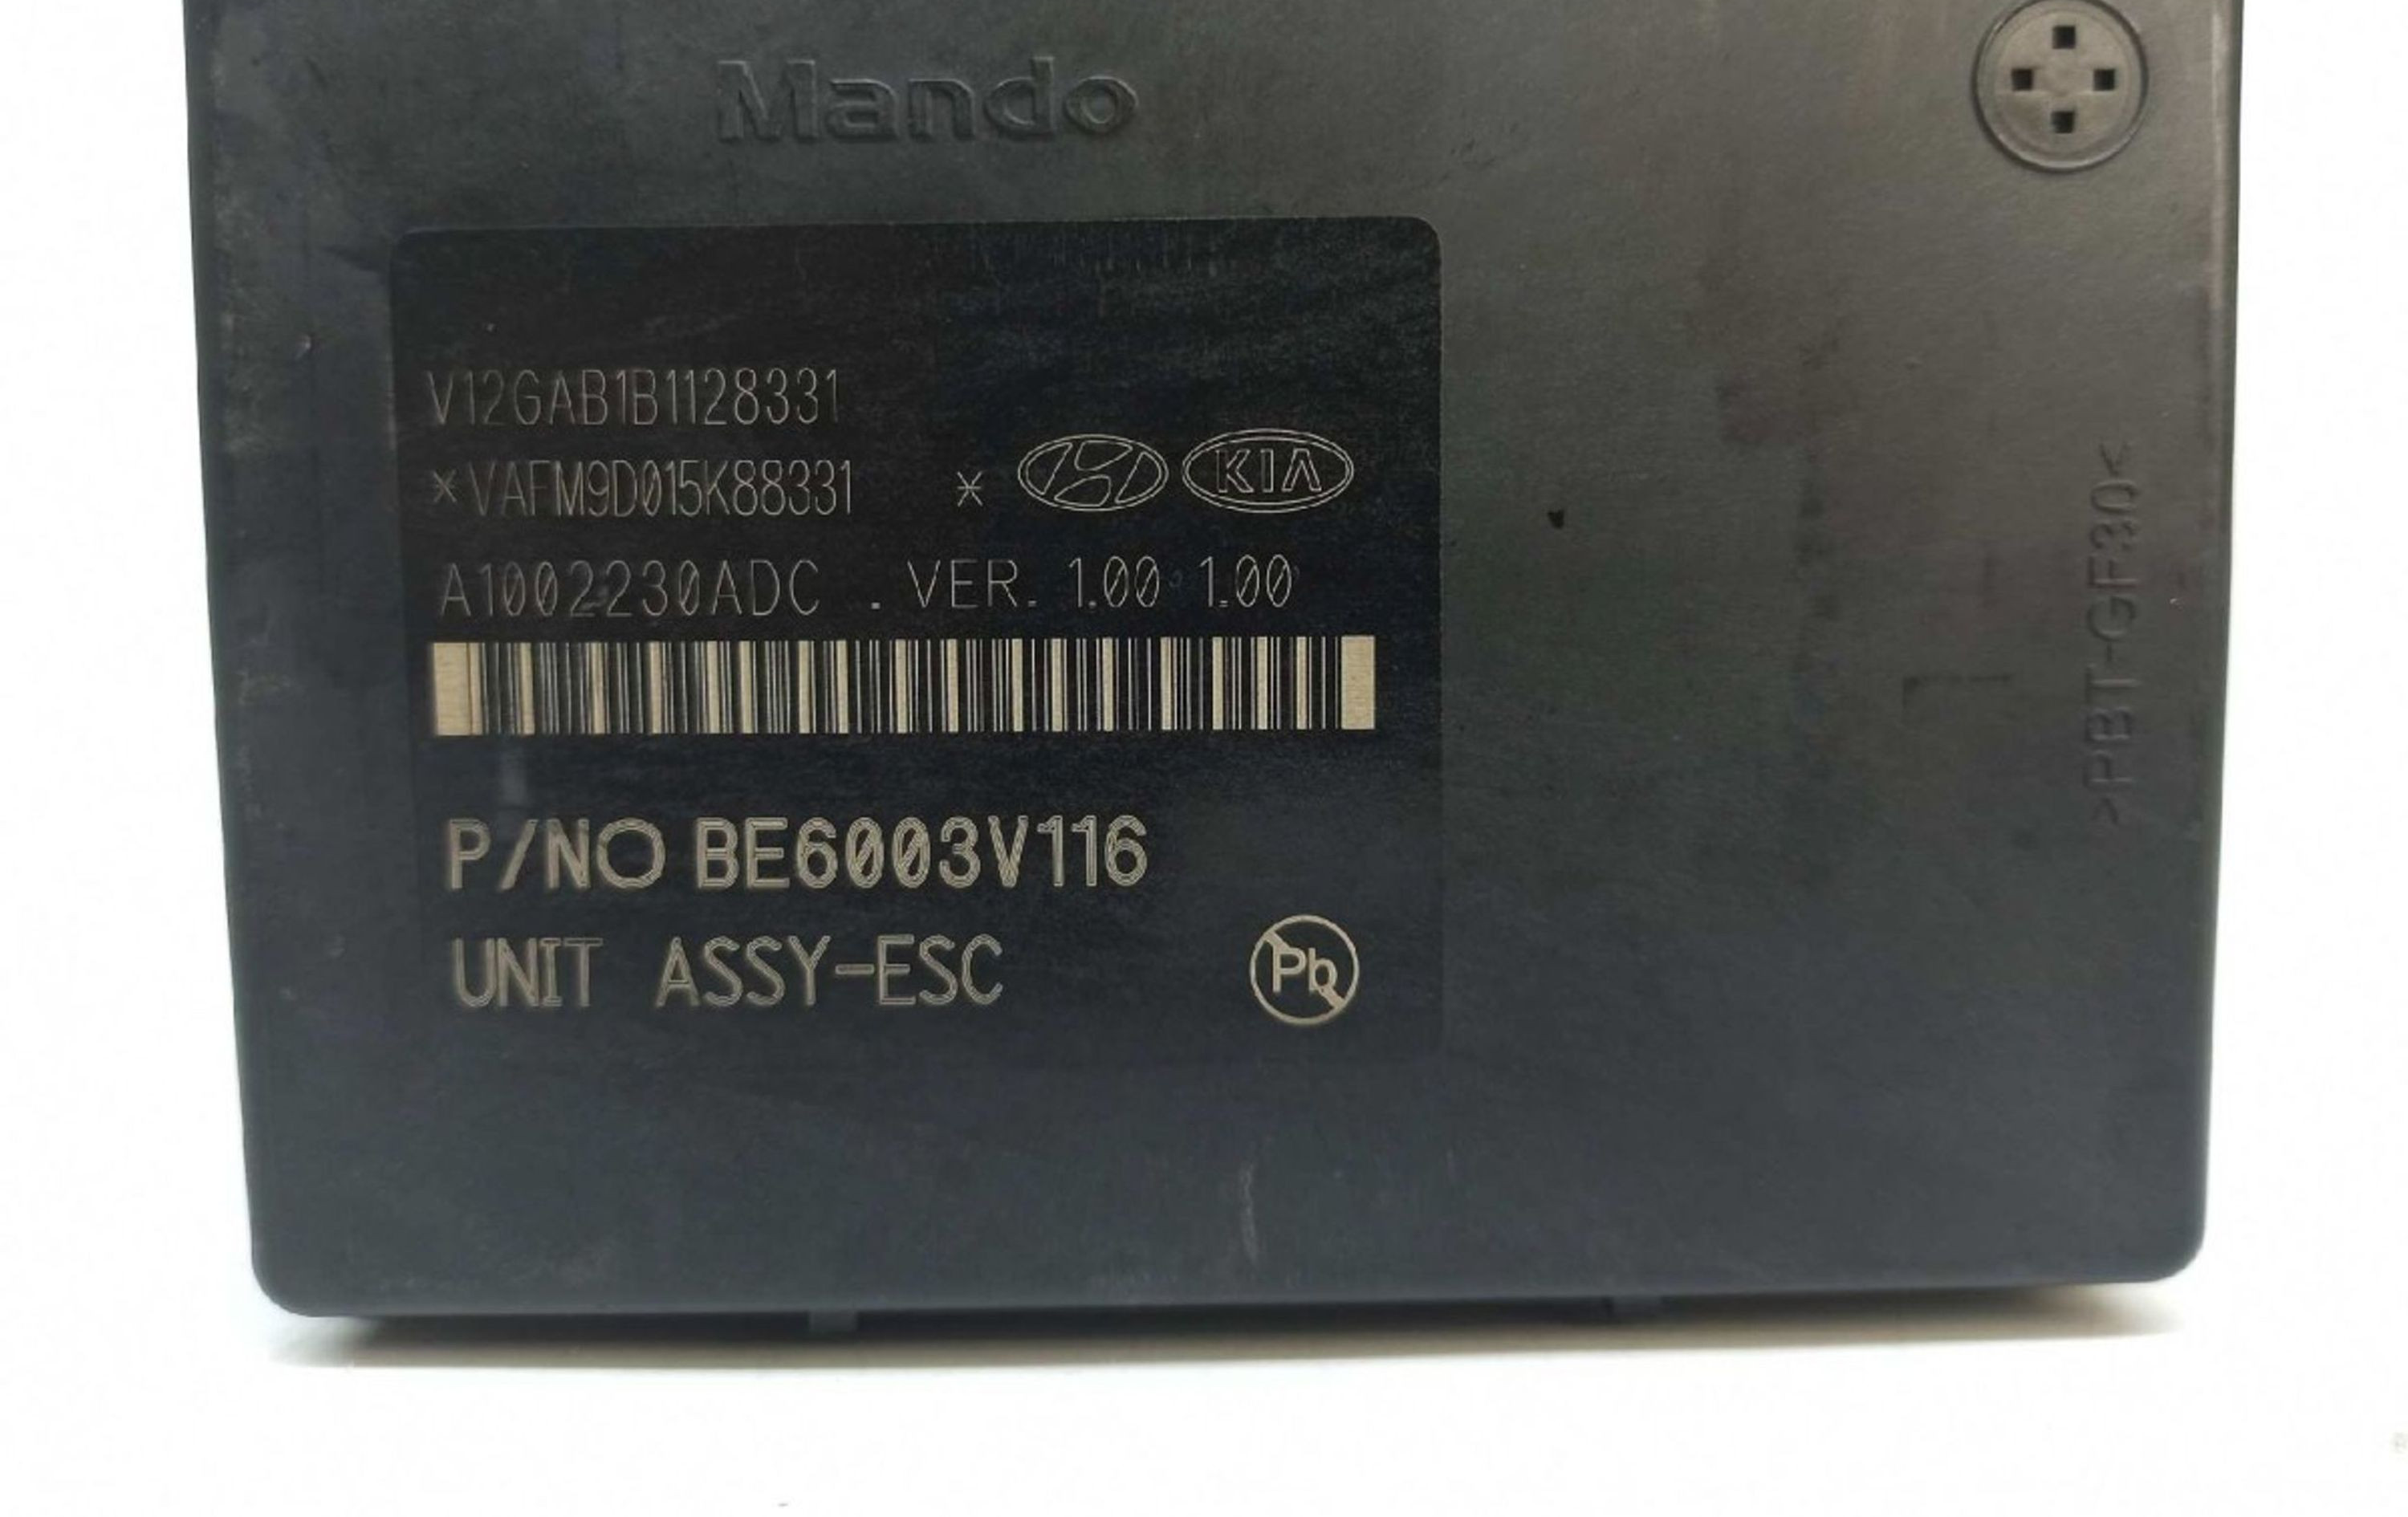 Mando
V12GAB1B1128331
*VAFM9D015K88331 * KIA
A1002230ADC . VER. 1.00 1.00
P/NO BE6003V116
UNIT ASSY-ESC
Pb
>PBT-GF30<